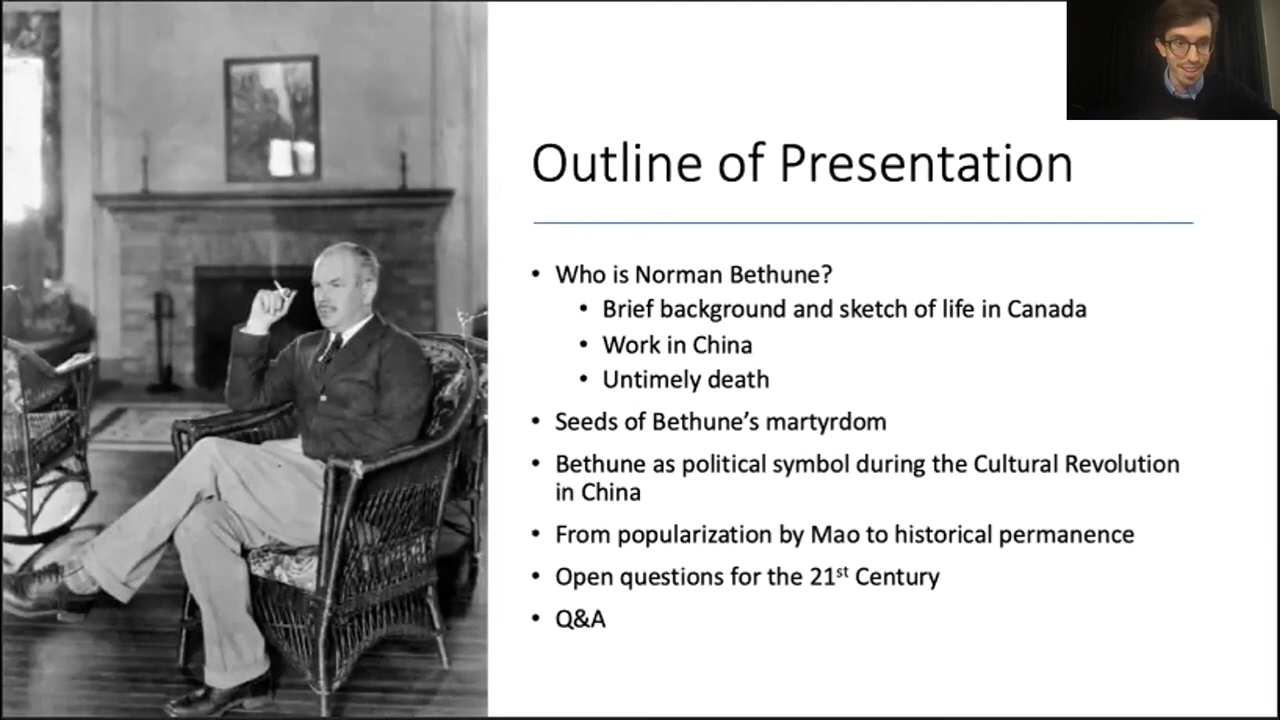 Outline of Presentation
• Who is Norman Bethune?
• Brief background and sketch of life in Canada
• Work in China
• Untimely death
• Seeds of Bethune’s martyrdom
• Bethune as political symbol during the Cultural Revolution
in China
• From popularization by Mao to historical permanence
• Open questions for the 21st Century
• Q&A